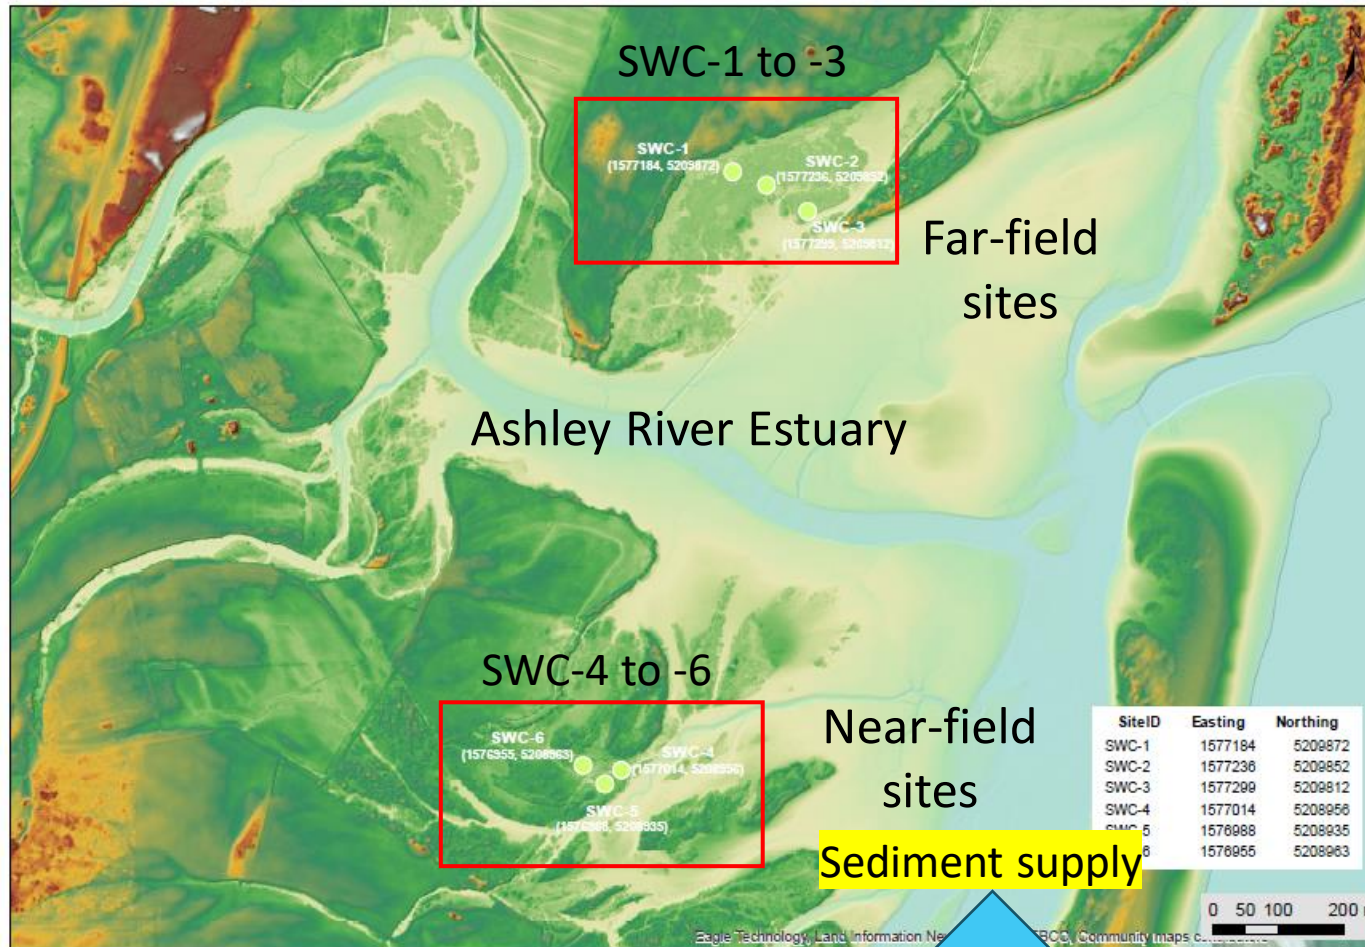 SWC-1 to -3
SWC-1
(1577184, 5209872)
SWC-2
(1577236, 5209852)
SWC-3
(1577299, 5209812)
Far-field
sites
Ashley River Estuary
SWC-4 to -6
SWC-6
(1576955, 5208963)
SWC-4
(1577014, 5208956)
SWC-5
(1576988, 5208935)
Near-field
sites
Sediment supply
SiteID Easting Northing
SWC-1 1577184 5209872
SWC-2 1577236 5209852
SWC-3 1577299 5209812
SWC-4 1577014 5208956
SWC-5 1576988 5208935
6 1576955 5208963
0 50 100 200
Eagle Technology, Land Information Community maps
N